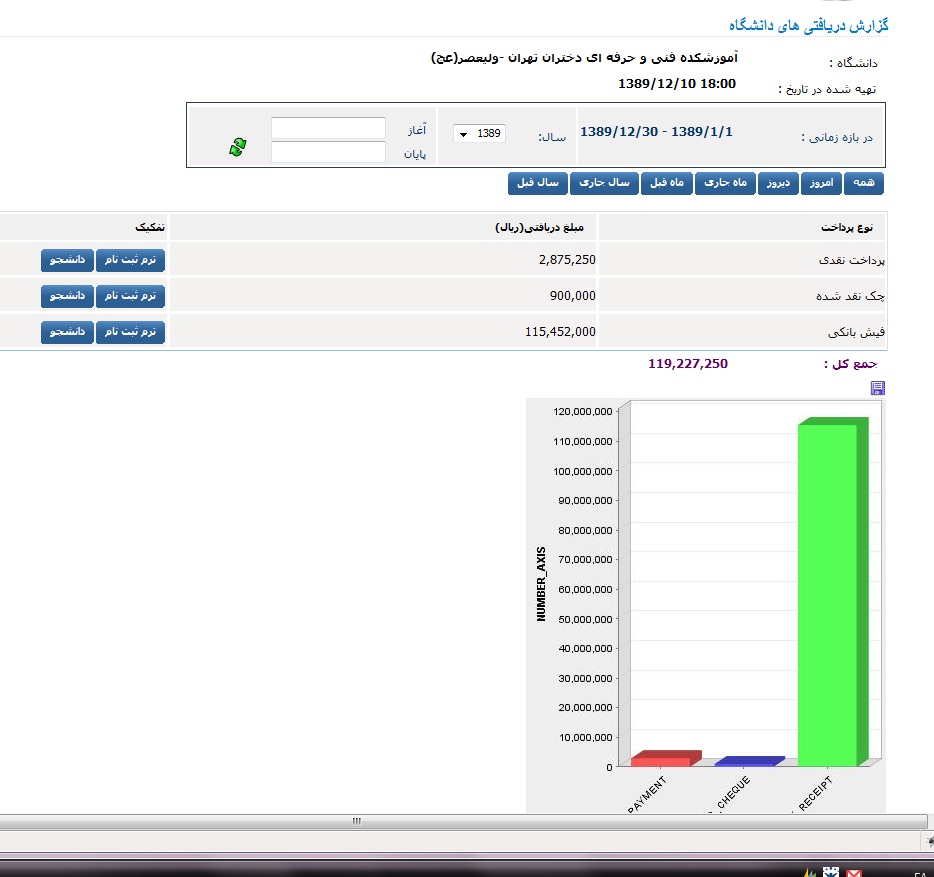 گزارش دریافتی های دانشگاه
دانشگاه : آموزشکده فنی و حرفه ای دختران تهران -ولیعصر(عج)
تهیه شده در تاریخ : 1389/12/10 18:00
در بازه زمانی : 1389/1/1 - 1389/12/30 سال: 1389 آغاز
پایان
همه امروز دیروز ماه جاری ماه قبل سال جاری سال قبل
نوع پرداخت مبلغ دریافتی(ریال) تفکیک
پرداخت نقدی 2,875,250 ترم ثبت نام دانشجو
چک نقد شده 900,000 ترم ثبت نام دانشجو
فیش بانکی 115,452,000 ترم ثبت نام دانشجو
جمع کل : 119,227,250
120,000,000
110,000,000
100,000,000
90,000,000
80,000,000
70,000,000
60,000,000
50,000,000
40,000,000
30,000,000
20,000,000
10,000,000
0
NUMBER_AXIS
PAYMENT
CHEQUE
RECEIPT